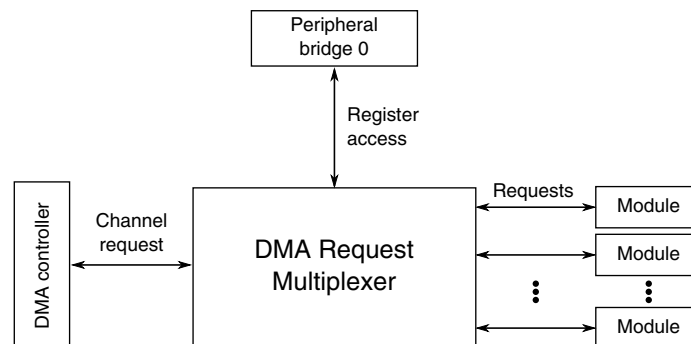 Peripheral
bridge 0
Register
access
DMA controller
Channel
request
DMA Request
Multiplexer
Requests
Module
Module
Module